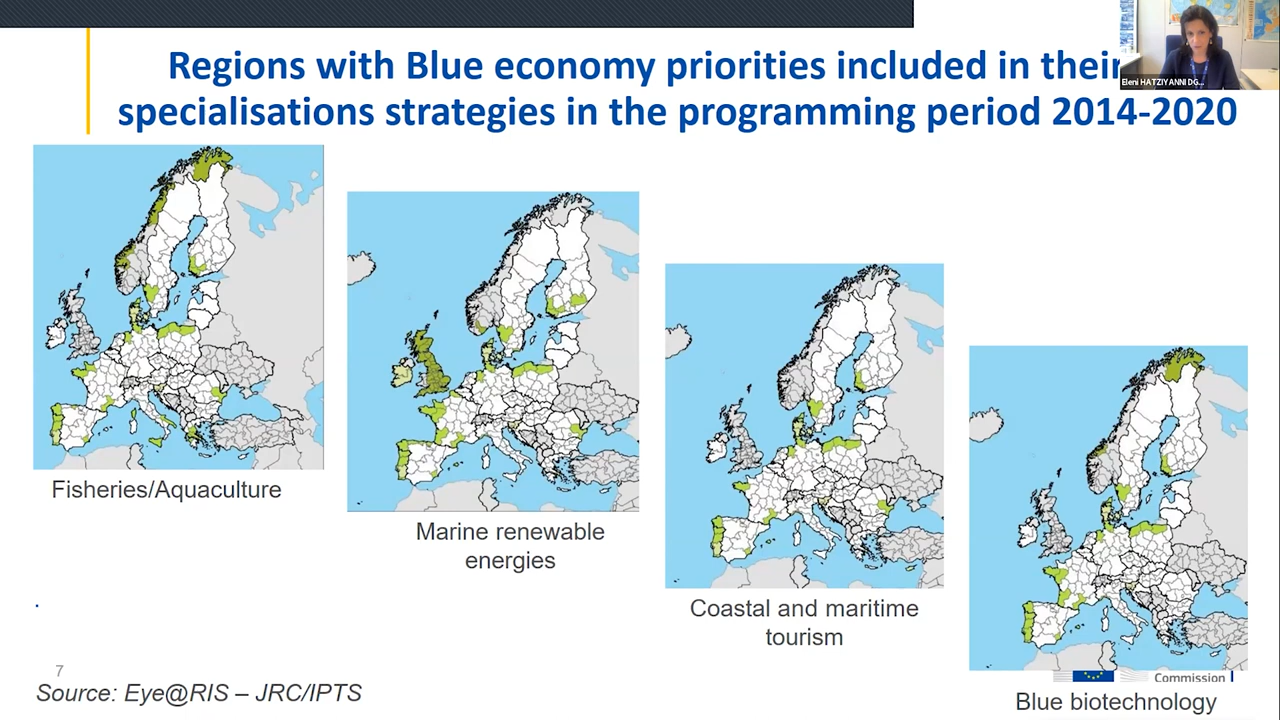 Regions with Blue economy priorities included in their
specialisations strategies in the programming period 2014-2020
Eleni HATZIYANNI DG...
Fisheries/Aquaculture
Marine renewable
energies
Coastal and maritime
tourism
7
Source: Eye@RIS – JRC/IPTS
Commission
Blue biotechnology